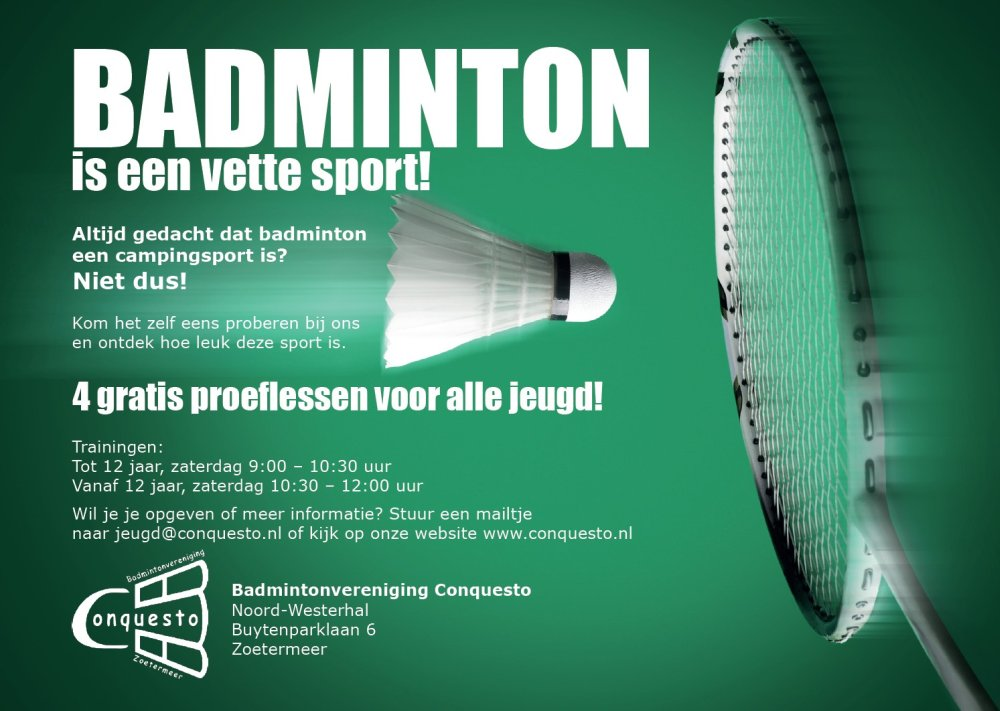 BADMINTON
is een vette sport!
Altijd gedacht dat badminton
een campingsport is?
Niet dus!
Kom het zelf eens proberen bij ons
en ontdek hoe leuk deze sport is.
4 gratis proeflessen voor alle jeugd!
Trainingen:
Tot 12 jaar, zaterdag 9:00 – 10:30 uur
Vanaf 12 jaar, zaterdag 10:30 – 12:00 uur
Wil je je opgeven of meer informatie? Stuur een mailtje
naar jeugd@conquesto.nl of kijk op onze website www.conquesto.nl
Badmintonvereniging
Conquesto
Zoetermeer
Badmintonvereniging Conquesto
Noord-Westerhal
Buytenparklaan 6
Zoetermeer